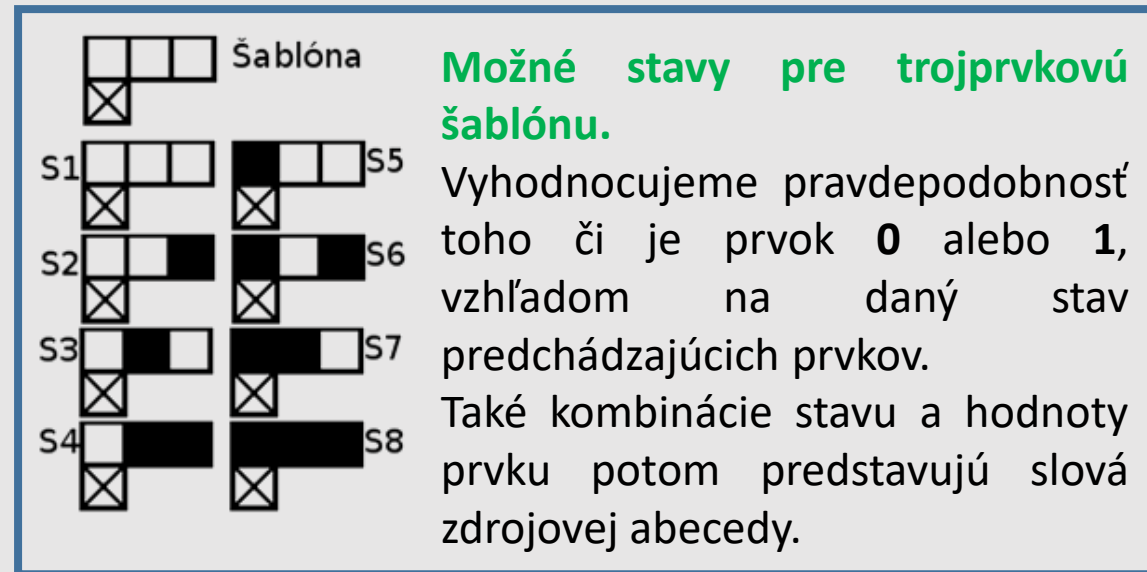 Šablóna
S1
S5
S2
S6
S3
S7
S4
S8
Možné stavy pre trojprvkovú
šablónu.
Vyhodnocujeme pravdepodobnosť
toho či je prvok 0 alebo 1,
vzhľadom na daný stav
predchádzajúcich prvkov.
Také kombinácie stavu a hodnoty
prvku potom predstavujú slová
zdrojovej abecedy.